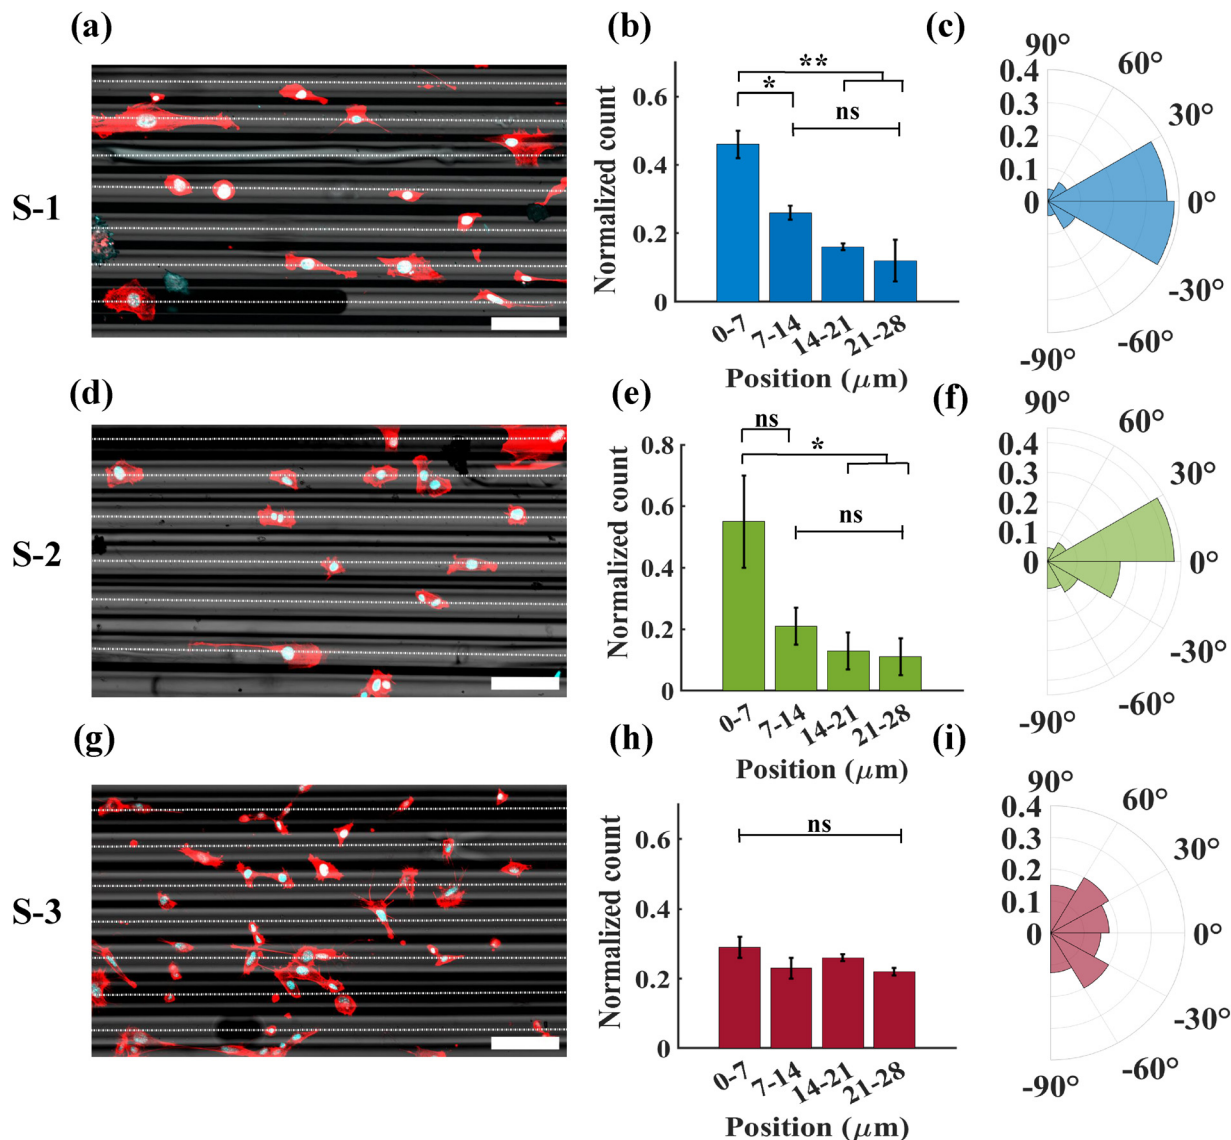 (a)
S-1
(b)
Normalized count
0.6
0.4
0.2
0
**
*
ns
0-7
7-14
14-21
21-28
Position (μm)
(c)
90°
60°
30°
0°
-30°
-60°
-90°
0.4
0.3
0.2
0.1
0
(d)
S-2
(e)
Normalized count
0.8
0.6
0.4
0.2
0
ns
*
ns
0-7
7-14
14-21
21-28
Position (μm)
(f)
90°
60°
30°
0°
-30°
-60°
-90°
0.4
0.3
0.2
0.1
0
(g)
S-3
(h)
Normalized count
0.6
0.4
0.2
0
ns
0-7
7-14
14-21
21-28
Position (μm)
(i)
90°
60°
30°
0°
-30°
-60°
-90°
0.4
0.3
0.2
0.1
0